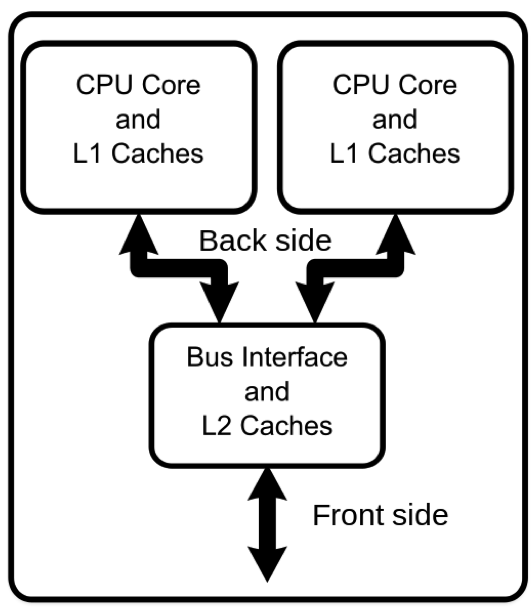 CPU Core
and
L1 Caches
CPU Core
and
L1 Caches
Back side
Bus Interface
and
L2 Caches
Front side